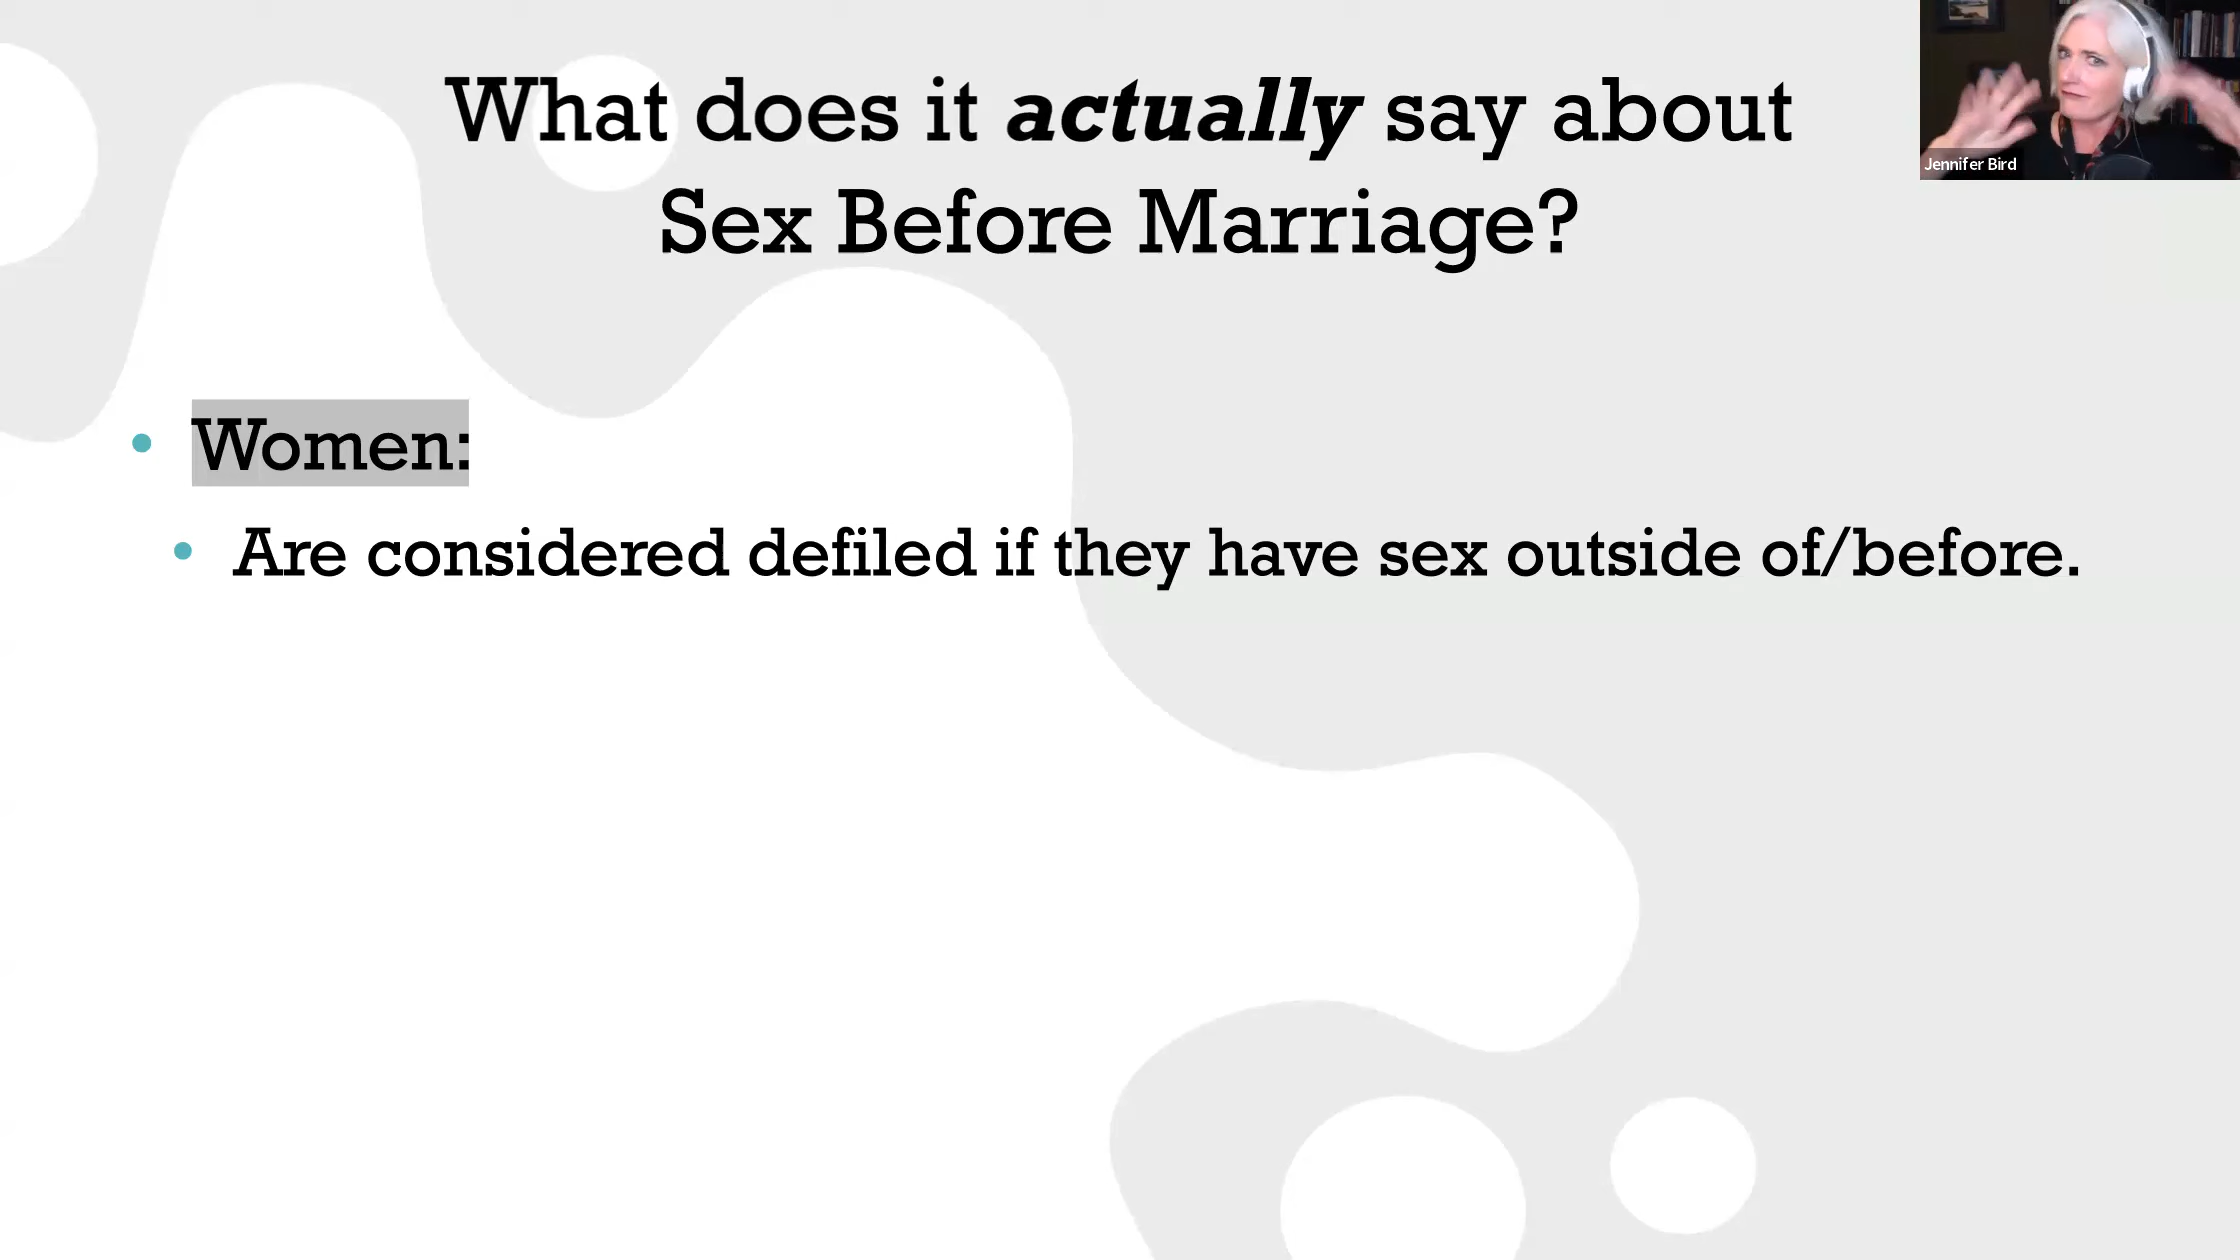 What does it actually say about
Sex Before Marriage?
Jennifer Bird
Women:
Are considered defiled if they have sex outside of/before.